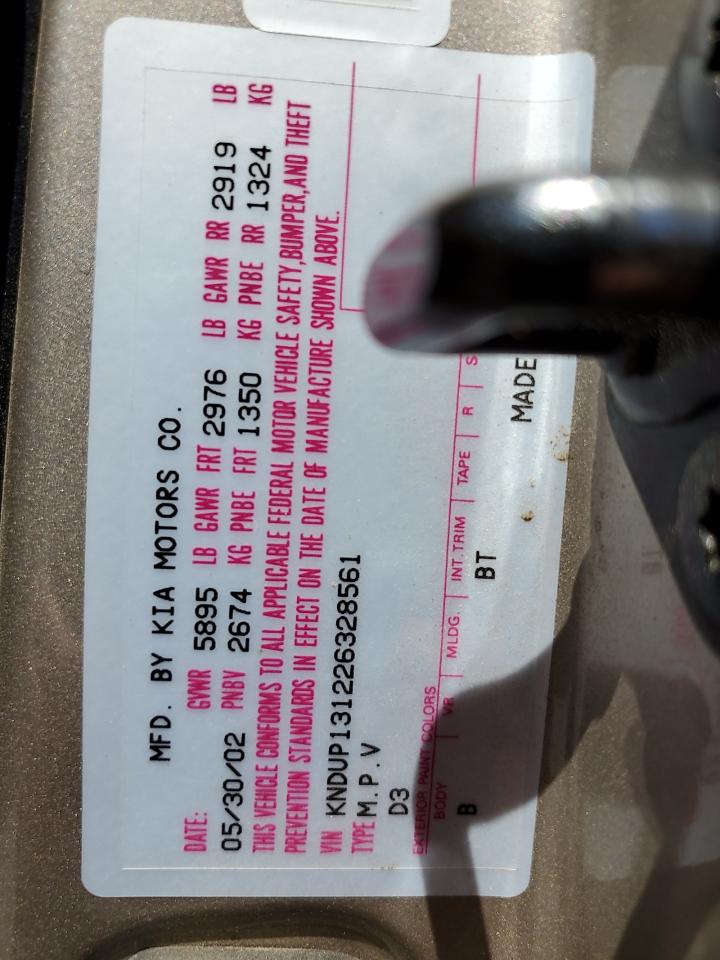 MFD. BY KIA MOTORS CO.
DATE: GVWR 5895 LB GAWR FRT 2976 LB GAWR RR 2919 LB
05/30/02 PNBV 2674 KG PNBE FRT 1350 KG PNBE RR 1324 KG
THIS VEHICLE CONFORMS TO ALL APPLICABLE FEDERAL MOTOR VEHICLE SAFETY,BUMPER,AND THEFT
PREVENTION STANDARDS IN EFFECT ON THE DATE OF MANUFACTURE SHOWN ABOVE.
VIN KNDUP131226328561
TYPE M.P.V
D3
EXTERIOR PAINT COLORS
BODY VR MLDG. INT.TRIM TAPE R S
B BT
MADE